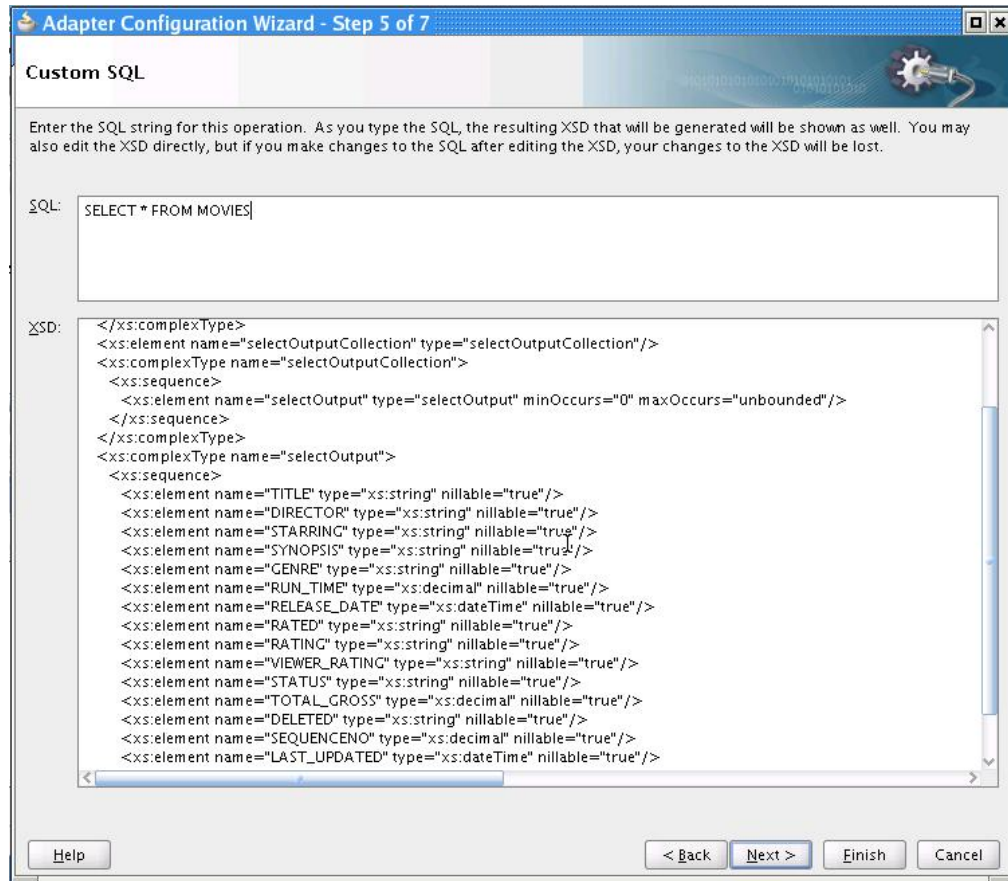 Adapter Configuration Wizard - Step 5 of 7
Custom SQL
Enter the SQL string for this operation. As you type the SQL, the resulting XSD that will be generated will be shown as well. You may
also edit the XSD directly, but if you make changes to the SQL after editing the XSD, your changes to the XSD will be lost.
SQL:
SELECT * FROM MOVIES
XSD:
</xs:complexType>
<xs:element name="selectOutputCollection" type="selectOutputCollection"/>
<xs:complexType name="selectOutputCollection">
<xs:sequence>
<xs:element name="selectOutput" type="selectOutput" minOccurs="0" maxOccurs="unbounded"/>
</xs:sequence>
</xs:complexType>
<xs:complexType name="selectOutput">
<xs:sequence>
<xs:element name="TITLE" type="xs:string" nillable="true"/>
<xs:element name="DIRECTOR" type="xs:string" nillable="true"/>
<xs:element name="STARRING" type="xs:string" nillable="true"/>
<xs:element name="SYNOPSIS" type="xs:string" nillable="true"/>
<xs:element name="GENRE" type="xs:string" nillable="true"/>
<xs:element name="RUN_TIME" type="xs:decimal" nillable="true"/>
<xs:element name="RELEASE_DATE" type="xs:dateTime" nillable="true"/>
<xs:element name="RATED" type="xs:string" nillable="true"/>
<xs:element name="RATING" type="xs:string" nillable="true"/>
<xs:element name="VIEWER_RATING" type="xs:string" nillable="true"/>
<xs:element name="STATUS" type="xs:string" nillable="true"/>
<xs:element name="TOTAL_GROSS" type="xs:decimal" nillable="true"/>
<xs:element name="DELETED" type="xs:string" nillable="true"/>
<xs:element name="SEQUENCENO" type="xs:decimal" nillable="true"/>
<xs:element name="LAST_UPDATED" type="xs:dateTime" nillable="true"/>
Help
< Back
Next >
Finish
Cancel